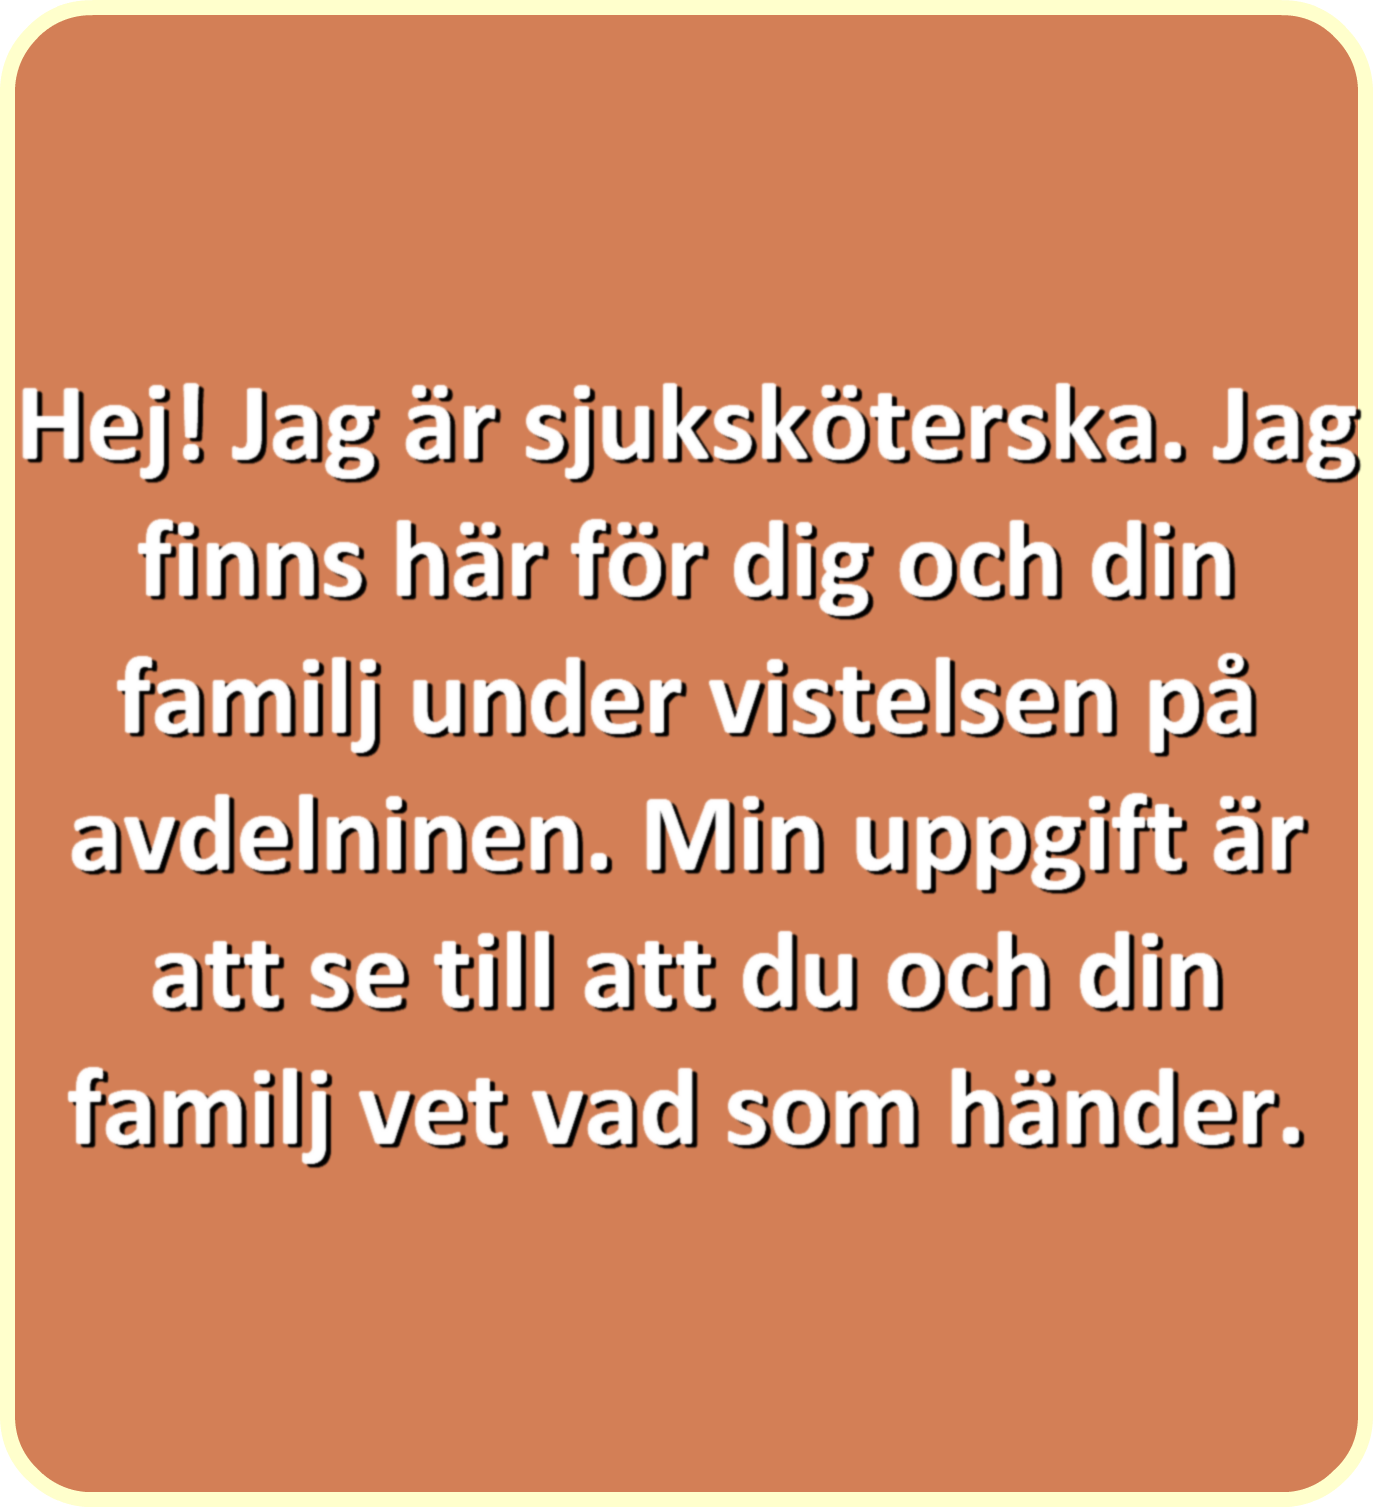 Hej! Jag är sjuksköterska. Jag
finns här för dig och din
familj under vistelsen på
avdelninen. Min uppgift är
att se till att du och din
familj vet vad som händer.